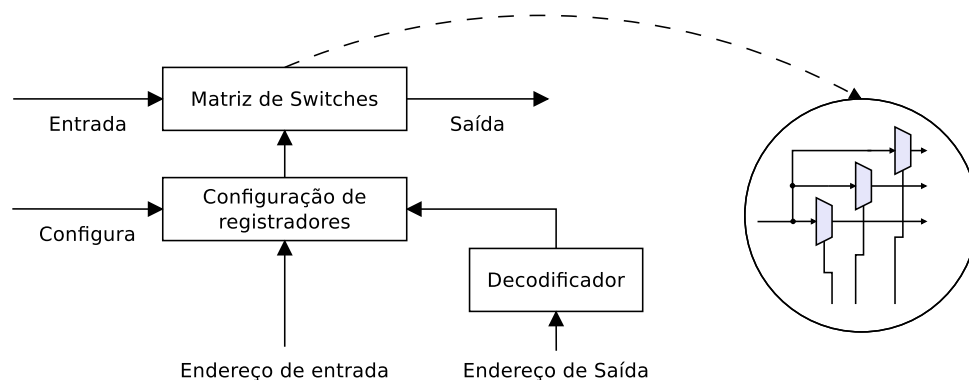 Matriz de Switches
Entrada
Saída
Configuração de
registradores
Configura
Decodificador
Endereço de entrada
Endereço de Saída